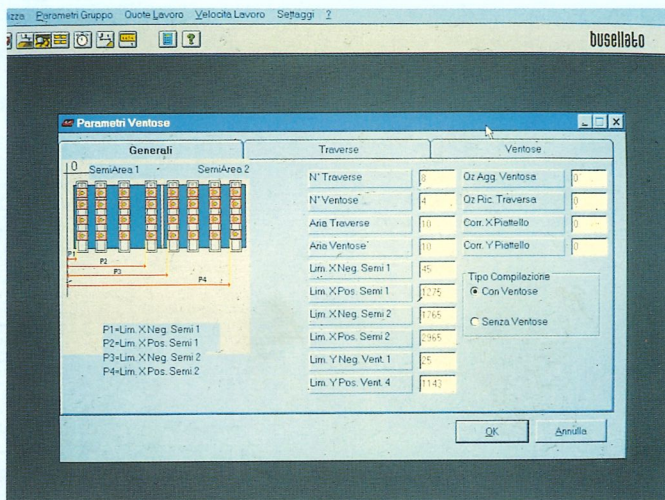 izza Parametri Gruppo Quote Lavoro Velocità Lavoro Settaggi ?
busellato
Parametri Ventose
Generali Traverse Ventose
0 SemiArea 1 SemiArea 2
P1
P2
P3
P4
P1=Lim. X Neg. Semi 1
P2=Lim. X Pos. Semi 1
P3=Lim. X Neg. Semi 2
P4=Lim. X Pos. Semi 2
N° Traverse 8
N° Ventose 4
Aria Traverse 10
Aria Ventose 10
Lim. X Neg. Semi 1 45
Lim. X Pos. Semi 1 1275
Lim. X Neg. Semi 2 1765
Lim. X Pos. Semi 2 2965
Lim. Y Neg. Vent. 1 25
Lim. Y Pos. Vent. 4 1143
Qz Agg. Ventosa 0
Qz Ric. Traversa 0
Corr. X Piattello 0
Corr. Y Piattello 0
Tipo Compilazione
Con Ventose
Senza Ventose
OK Annulla